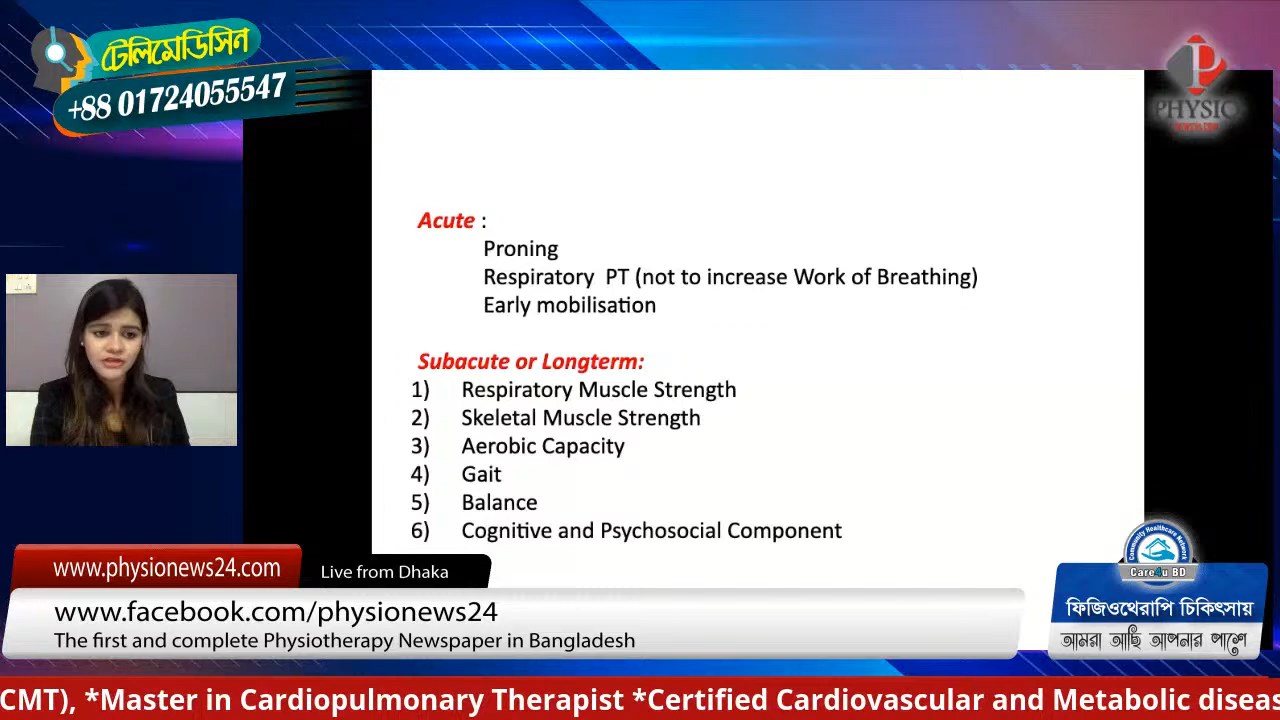 টেলিমেডিসিন
+88 01724055547
PHYSIO
Acute :
Proning
Respiratory PT (not to increase Work of Breathing)
Early mobilisation
Subacute or Longterm:
1) Respiratory Muscle Strength
2) Skeletal Muscle Strength
3) Aerobic Capacity
4) Gait
5) Balance
6) Cognitive and Psychosocial Component
www.physionews24.com
Live from Dhaka
www.facebook.com/physionews24
The first and complete Physiotherapy Newspaper in Bangladesh
Community Healthcare Network
Care4u BD
ফিজিওথেরাপি চিকিৎসায়
আমরা আছি আপনার পাশে
CMT), *Master in Cardiopulmonary Therapist *Certified Cardiovascular and Metabolic diseas